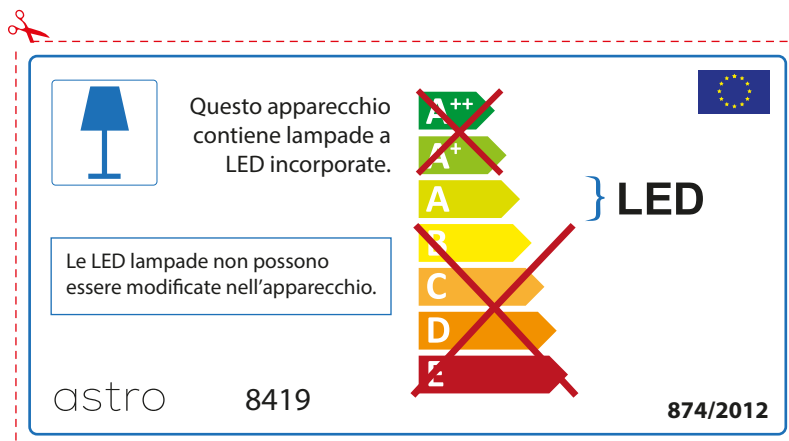 Questo apparecchio
contiene lampade a
LED incorporate.
Le LED lampade non possono
essere modificate nell'apparecchio.
A++
A+
A
B
C
D
E
LED
astro
8419
874/2012